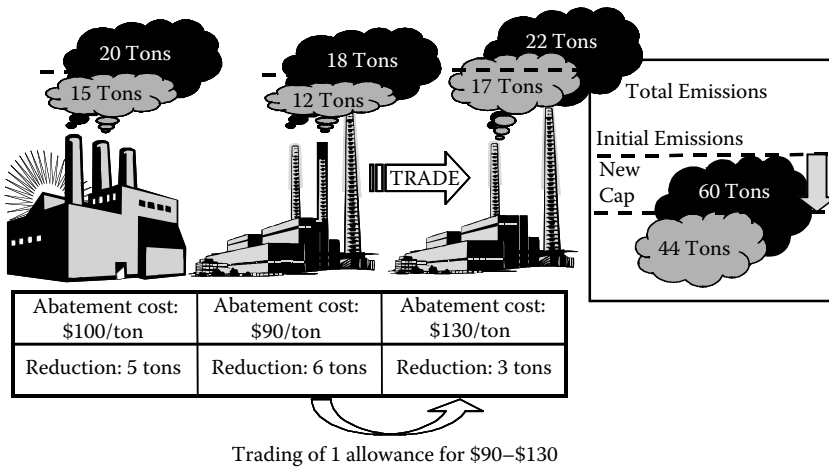 20 Tons
15 Tons
18 Tons
12 Tons
22 Tons
17 Tons
TRADE
Total Emissions
Initial Emissions
New
Cap
60 Tons
44 Tons
Abatement cost:
$100/ton
Abatement cost:
$90/ton
Abatement cost:
$130/ton
Reduction: 5 tons
Reduction: 6 tons
Reduction: 3 tons
Trading of 1 allowance for $90–$130